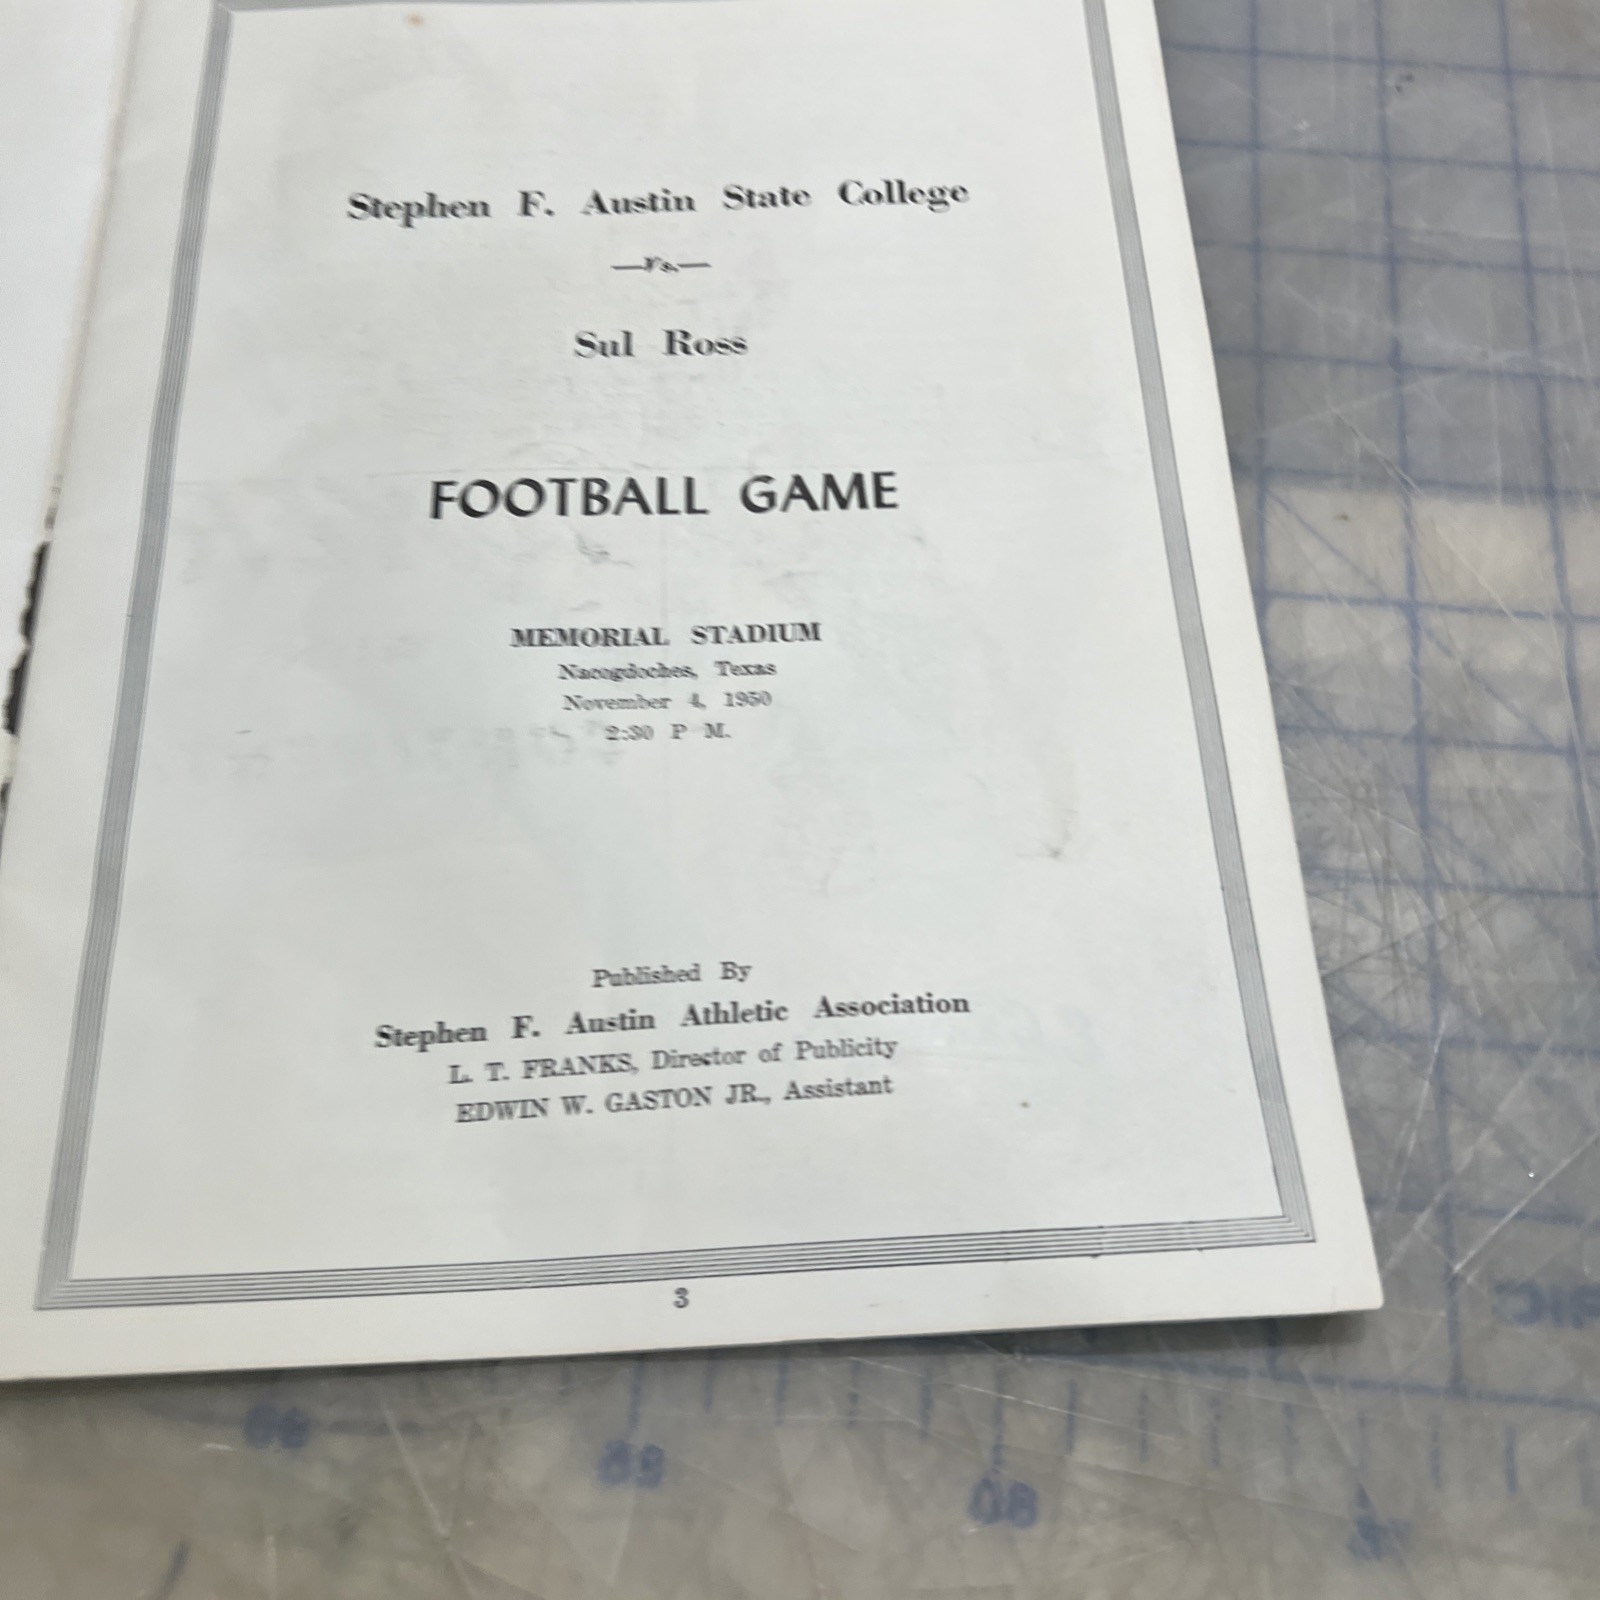 Stephen F. Austin State College
—Vs.—
Sul Ross
FOOTBALL GAME
MEMORIAL STADIUM
Nacogdoches, Texas
November 4, 1950
2:30 P M.
Published By
Stephen F. Austin Athletic Association
L. T. FRANKS, Director of Publicity
EDWIN W. GASTON JR., Assistant
3